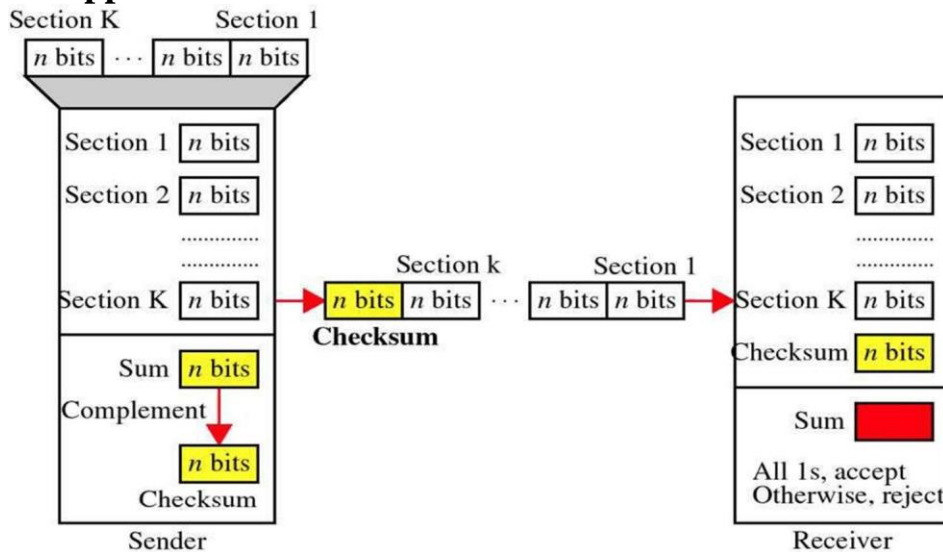 Section K Section 1
n bits ... n bits n bits
Section 1 n bits
Section 2 n bits
Section K n bits
Sum n bits
Complement
n bits
Checksum
Sender
Section k Section 1
n bits n bits ... n bits n bits
Checksum
Section 1 n bits
Section 2 n bits
Section K n bits
Checksum n bits
Sum
All 1s, accept
Otherwise, reject
Receiver